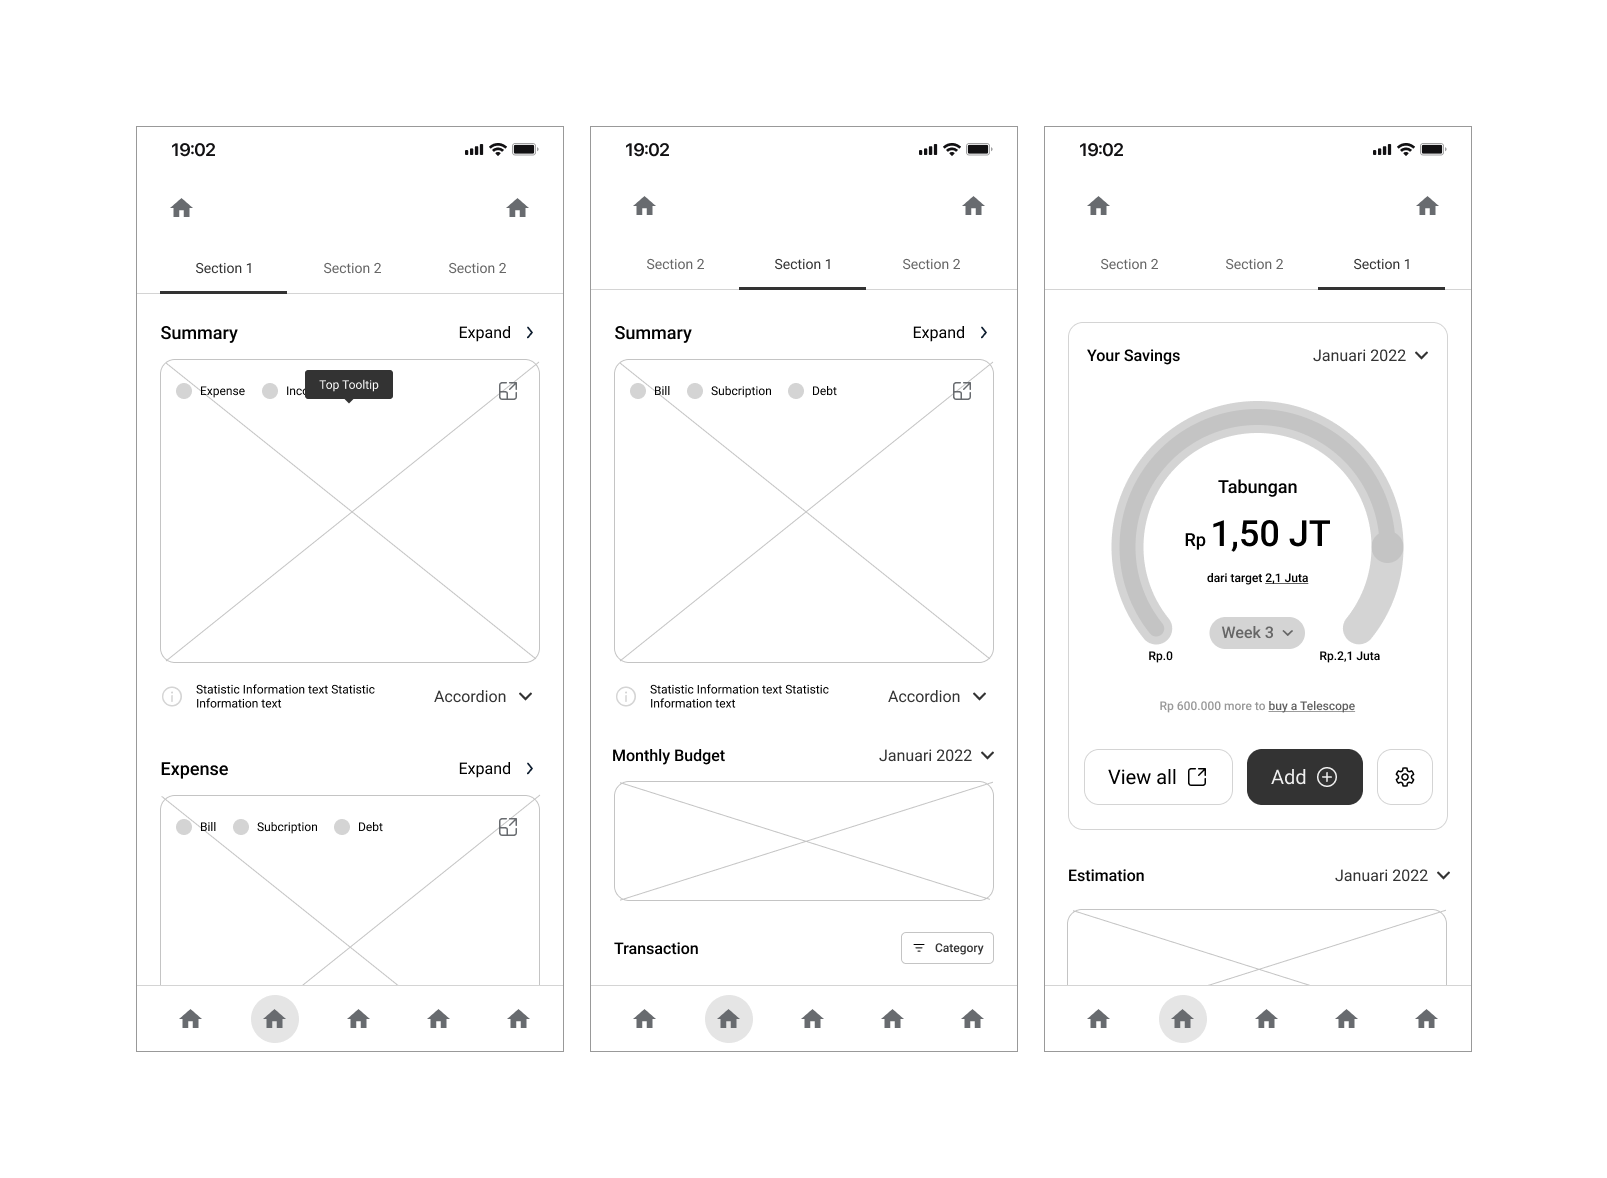 19:02
Section 1
Section 2
Section 2
Summary
Expand
Expense
Top Tooltip
Statistic Information text Statistic
Information text
Accordion
Expense
Expand
Bill
Subcription
Debt
19:02
Section 2
Section 1
Section 2
Summary
Expand
Bill
Subcription
Debt
Statistic Information text Statistic
Information text
Accordion
Monthly Budget
Januari 2022
Transaction
Category
19:02
Section 2
Section 2
Section 1
Your Savings
Januari 2022
Tabungan
Rp 1,50 JT
dari target 2,1 Juta
Week 3
Rp.0
Rp.2,1 Juta
Rp 600.000 more to buy a Telescope
View all
Add
Estimation
Januari 2022